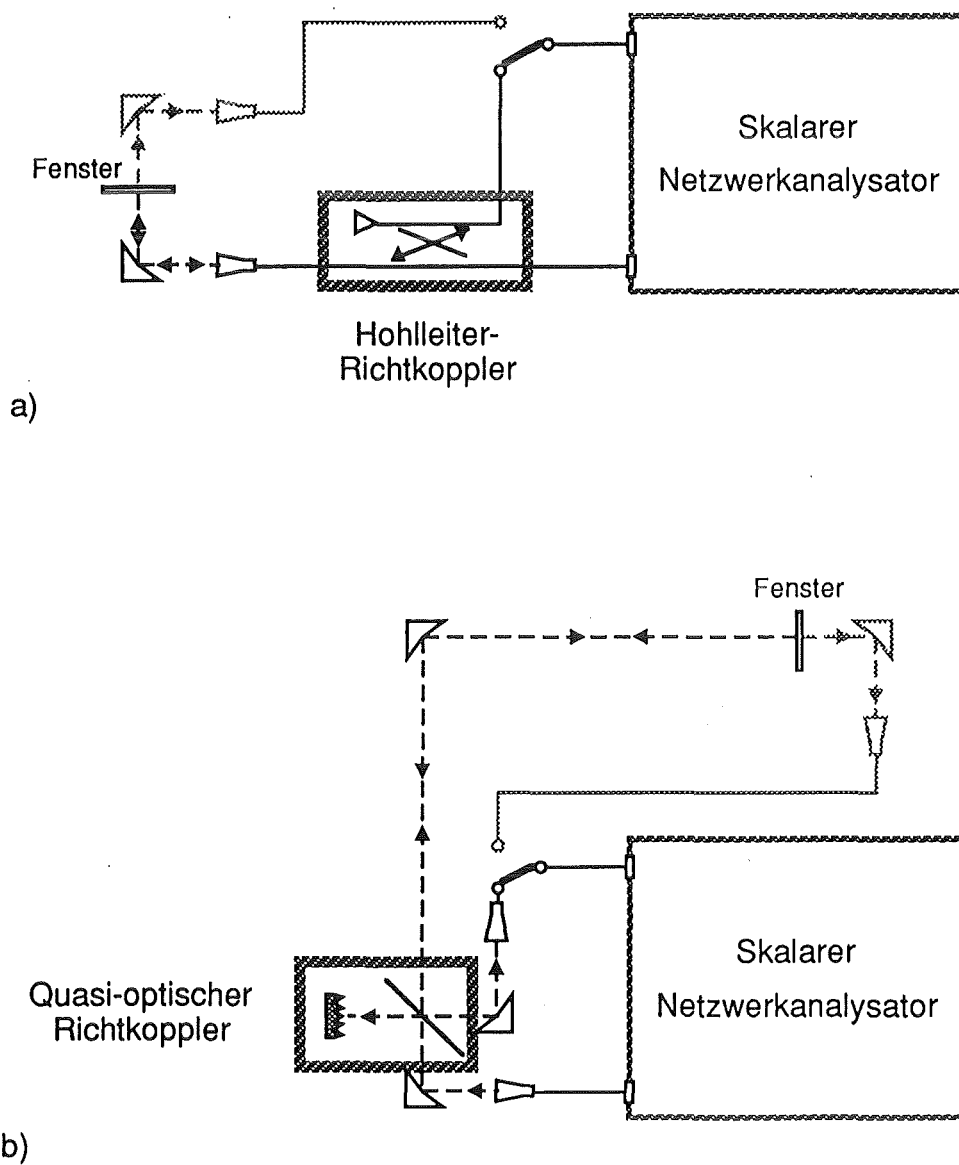 Skalarer
Netzwerkanalysator
Fenster
Hohlleiter-
Richtkoppler
a)
Fenster
Skalarer
Netzwerkanalysator
Quasi-optischer
Richtkoppler
b)